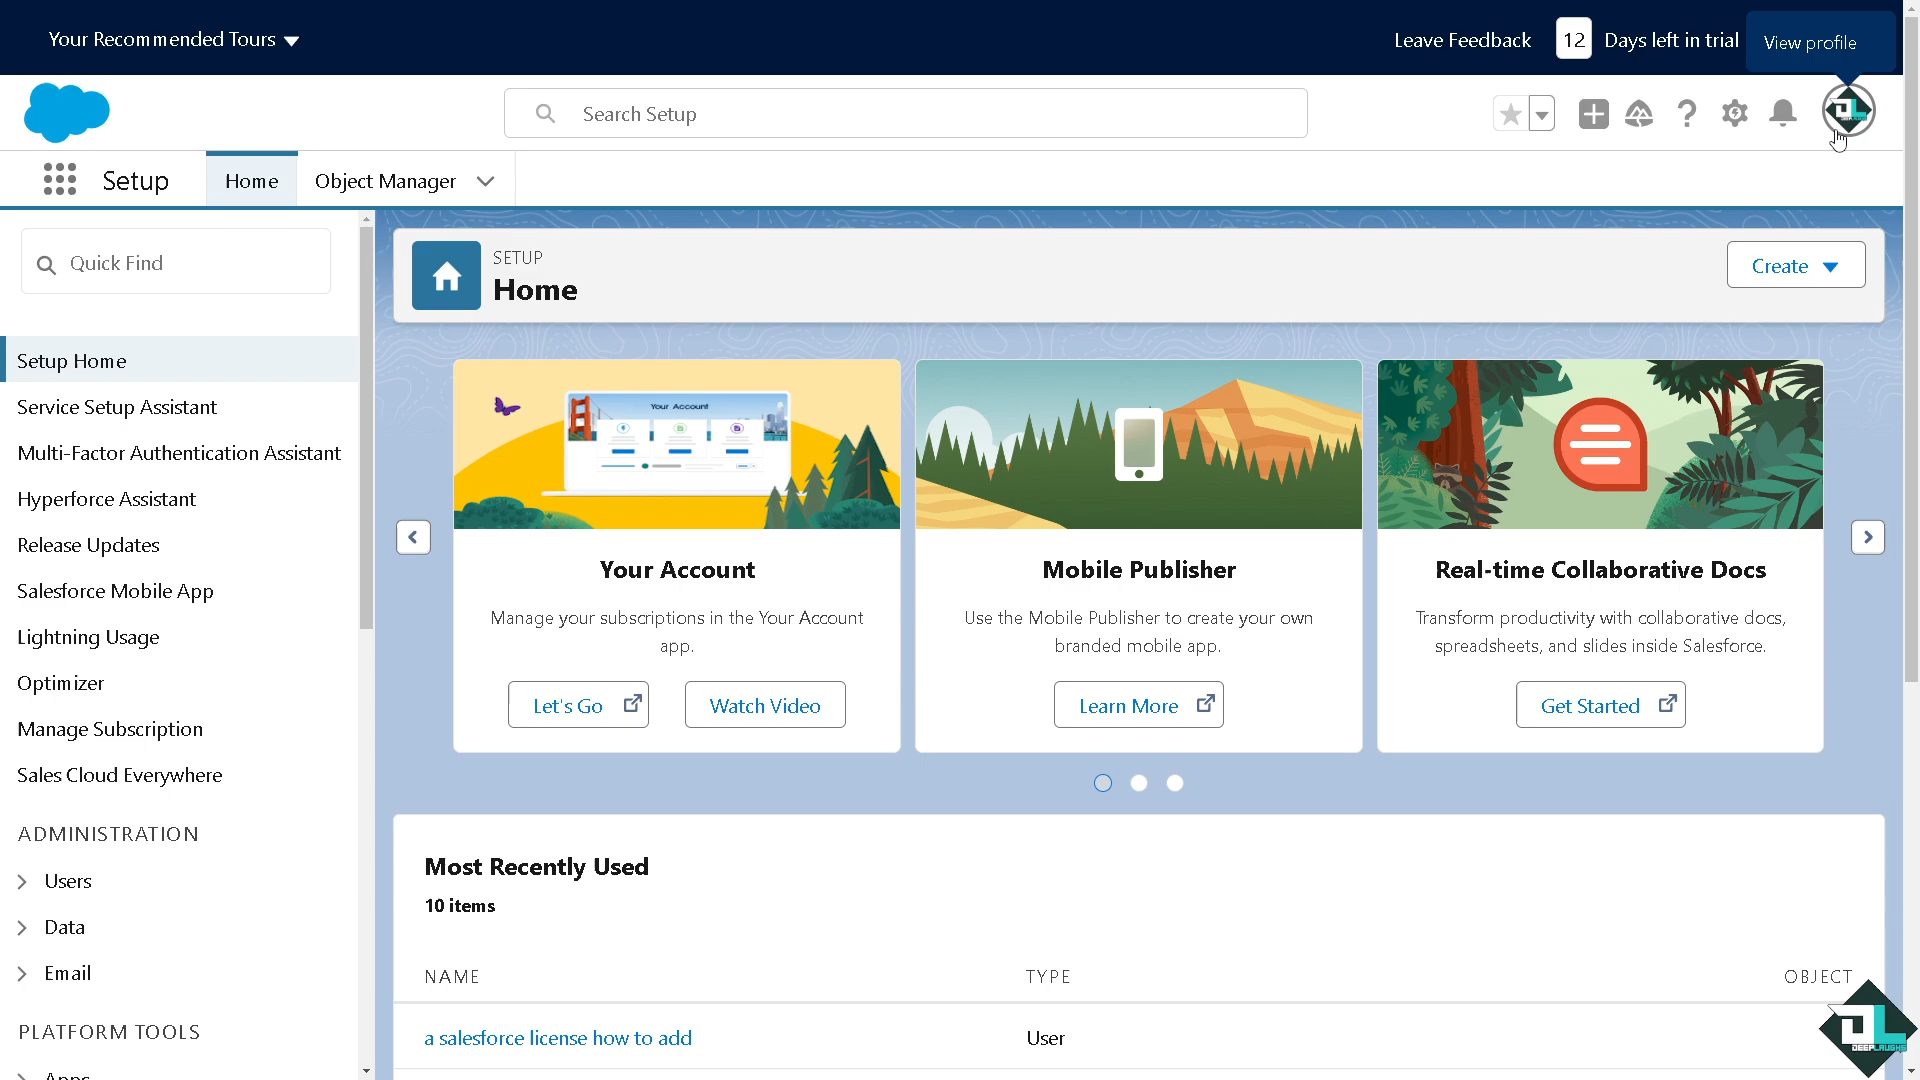 Your Recommended Tours
Leave Feedback
12 Days left in trial
View profile
Search Setup
Setup
Home
Object Manager
Quick Find
Setup Home
Service Setup Assistant
Multi-Factor Authentication Assistant
Hyperforce Assistant
Release Updates
Salesforce Mobile App
Lightning Usage
Optimizer
Manage Subscription
Sales Cloud Everywhere
ADMINISTRATION
Users
Data
Email
PLATFORM TOOLS
Apps
SETUP
Home
Create
Your Account
Your Account
Manage your subscriptions in the Your Account
app.
Let's Go
Watch Video
Mobile Publisher
Use the Mobile Publisher to create your own
branded mobile app.
Learn More
Real-time Collaborative Docs
Transform productivity with collaborative docs,
spreadsheets, and slides inside Salesforce.
Get Started
Most Recently Used
10 items
NAME
TYPE
OBJECT
a salesforce license how to add
User
DEEPLAUGHS